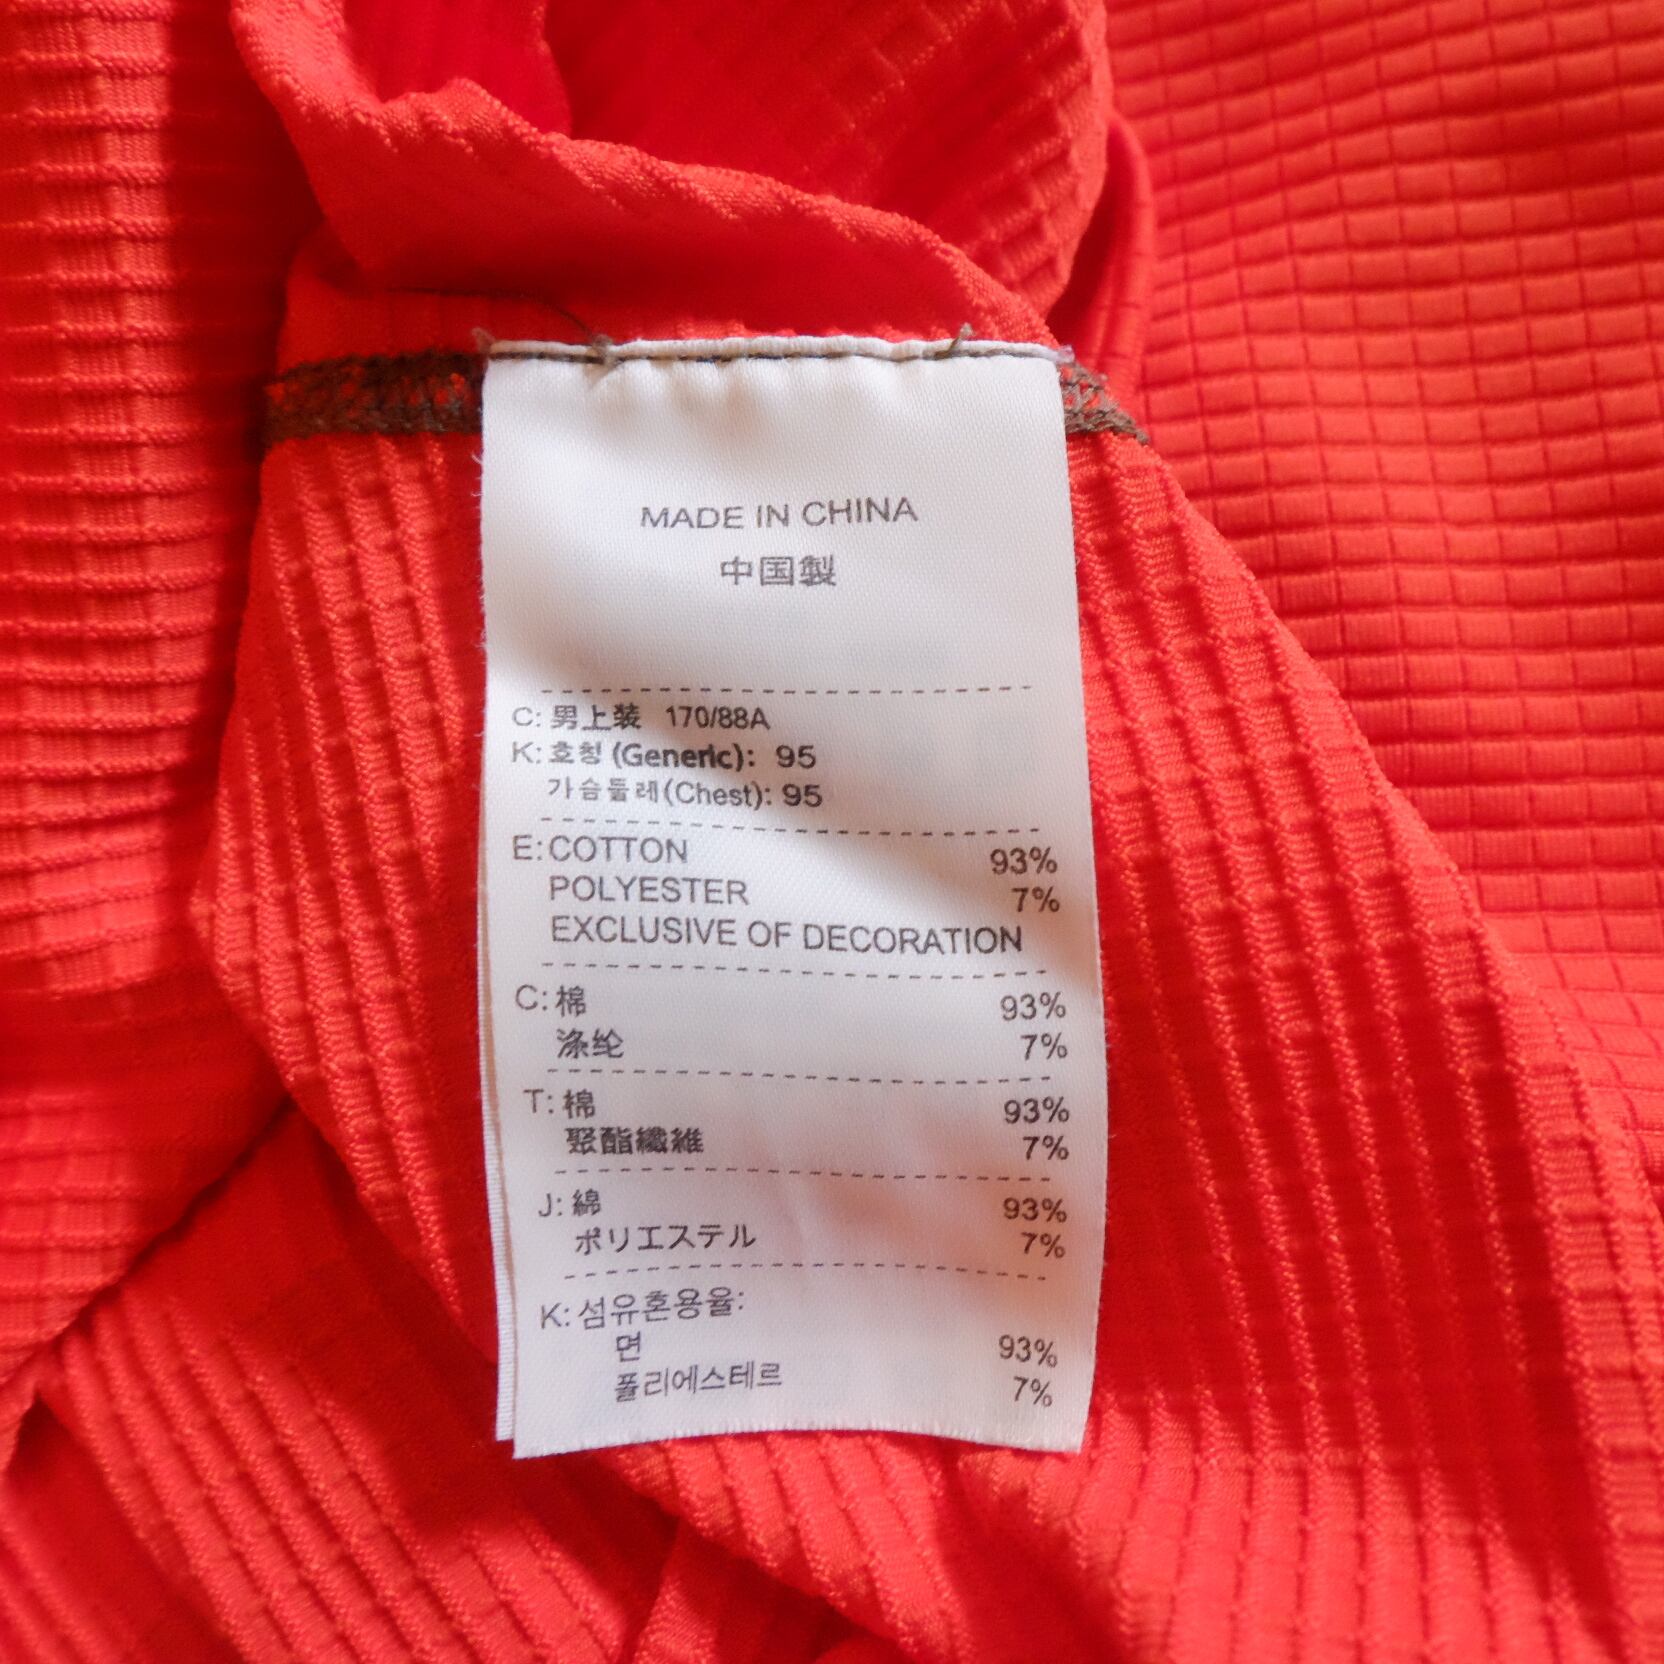 MADE IN CHINA
中国製
C: 男上装 170/88A
K: 호칭 (Generic): 95
가슴둘레(Chest): 95
E: COTTON 93%
POLYESTER 7%
EXCLUSIVE OF DECORATION
C: 棉 93%
涤纶 7%
T: 棉 93%
聚酯纖維 7%
J: 綿 93%
ポリエステル 7%
K: 섬유혼용율:
면 93%
폴리에스테르 7%